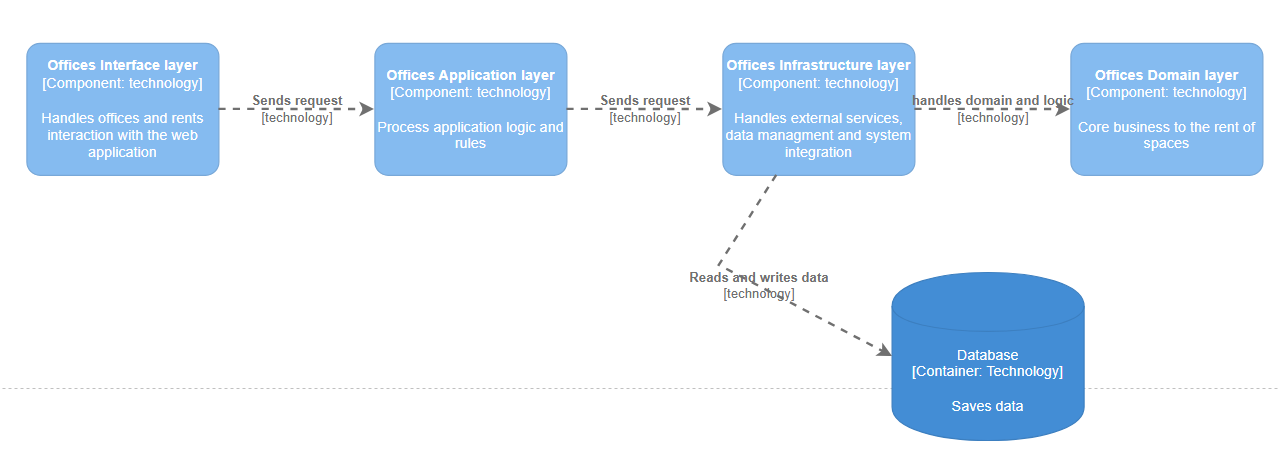 Offices Interface layer
[Component: technology]
Handles offices and rents
interaction with the web
application
Sends request
[technology]
Offices Application layer
[Component: technology]
Process application logic and
rules
Sends request
[technology]
Offices Infrastructure layer
[Component: technology]
Handles external services,
data managment and system
integration
handles domain and logic
[technology]
Offices Domain layer
[Component: technology]
Core business to the rent of
spaces
Reads and writes data
[technology]
Database
[Container: Technology]
Saves data